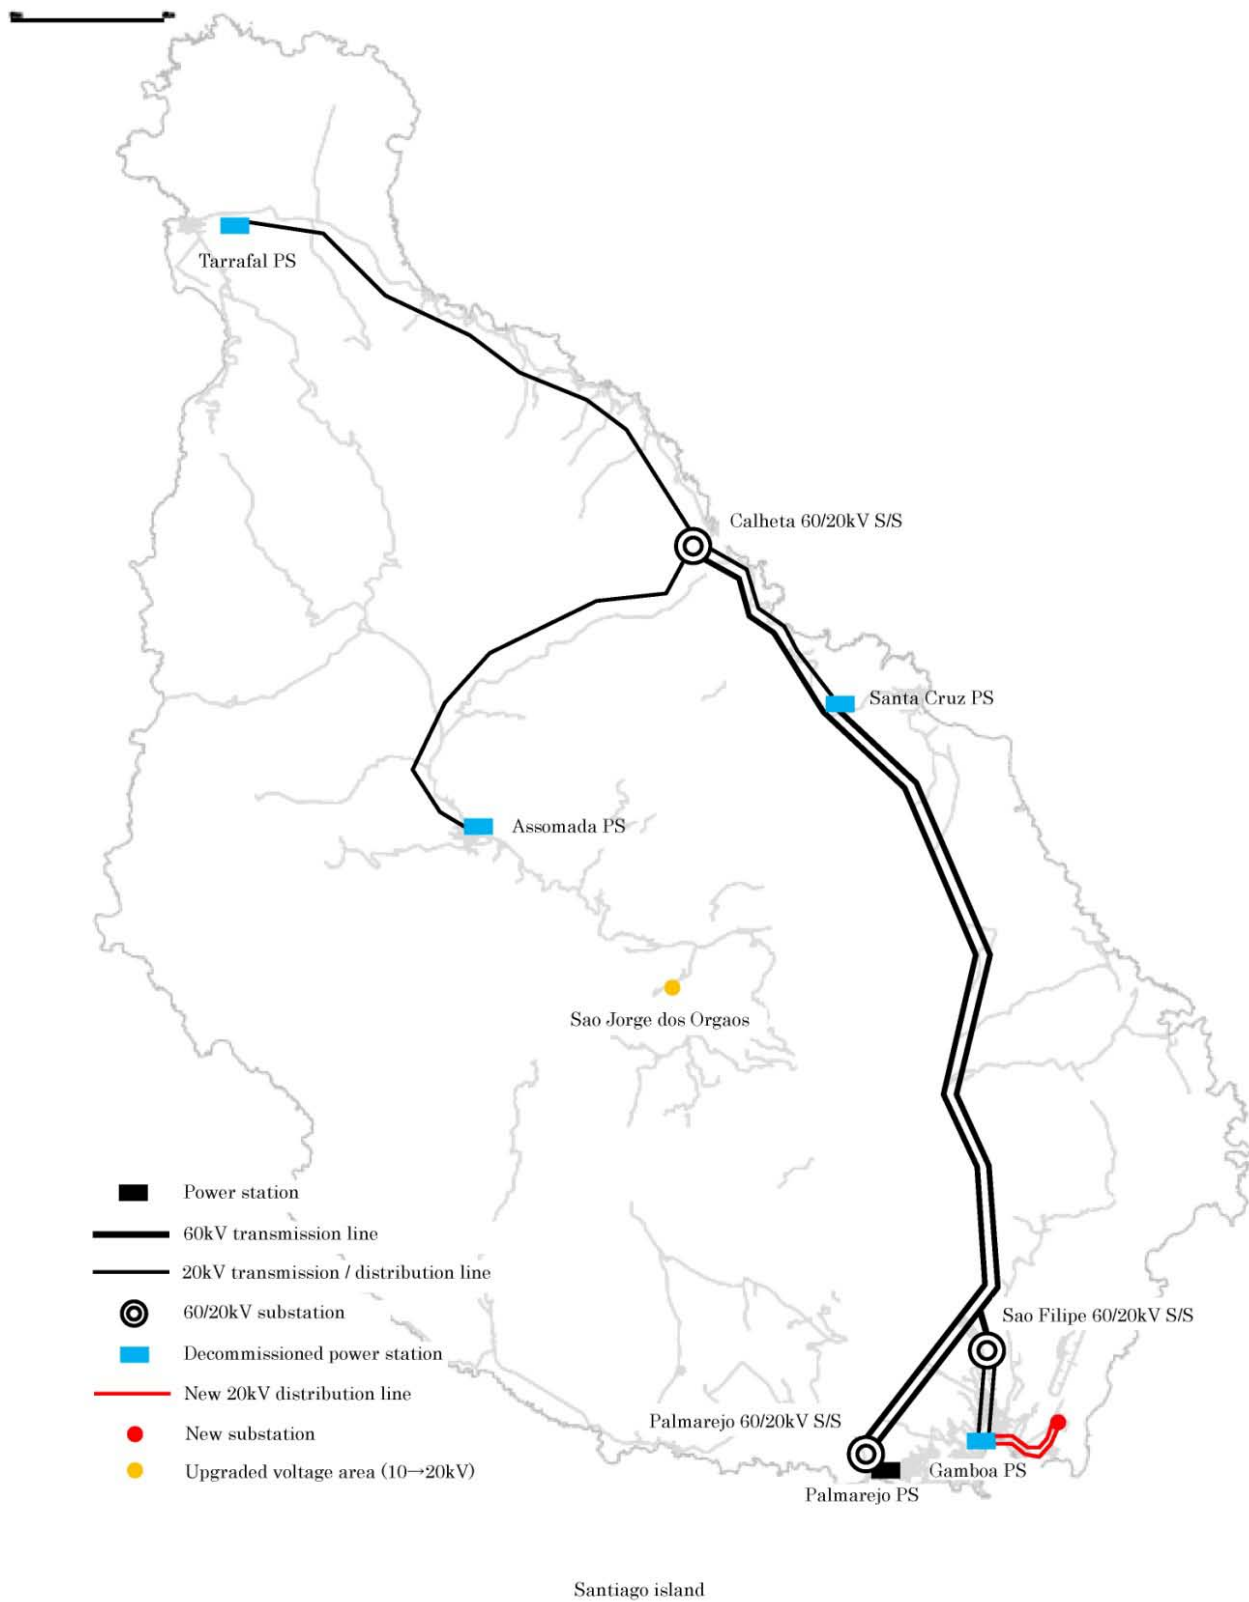 Tarrafal PS
Calheta 60/20kV S/S
Santa Cruz PS
Assomada PS
Sao Jorge dos Orgaos
Power station
60kV transmission line
20kV transmission / distribution line
60/20kV substation
Sao Filipe 60/20kV S/S
Decommissioned power station
New 20kV distribution line
Palmarejo 60/20kV S/S
New substation
Upgraded voltage area (10→20kV)
Gamboa PS
Palmarejo PS
Santiago island